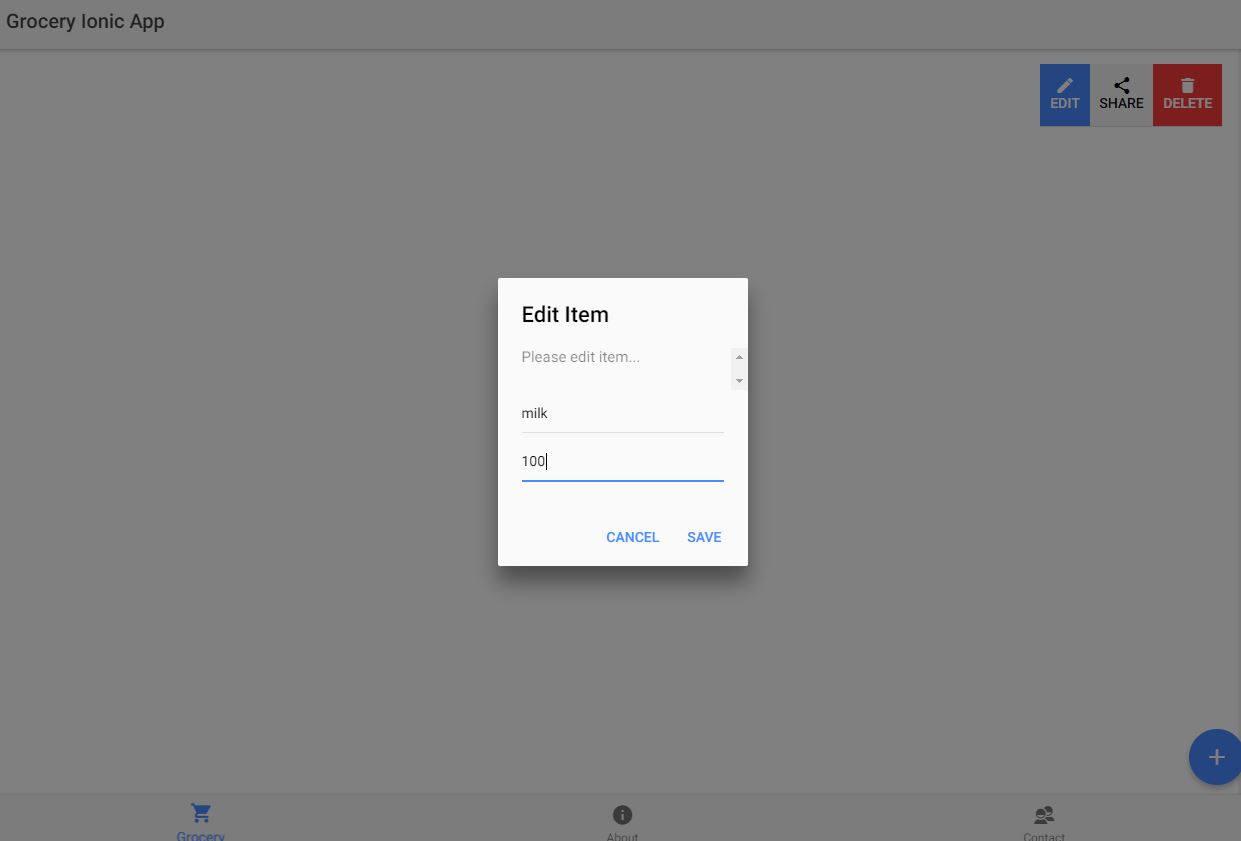 Grocery Ionic App
EDIT
SHARE
DELETE
Edit Item
Please edit item...
milk
100
CANCEL SAVE
Grocery
About
Contact